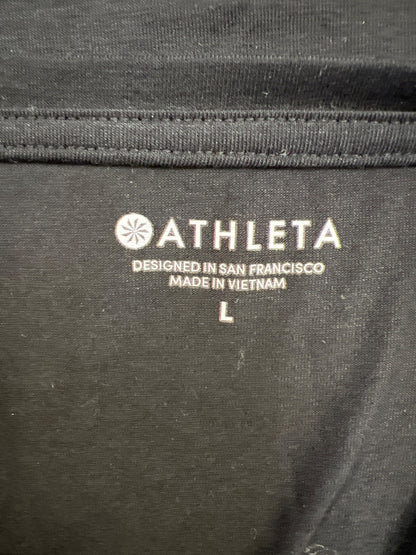 ATHLETA
DESIGNED IN SAN FRANCISCO
MADE IN VIETNAM
L